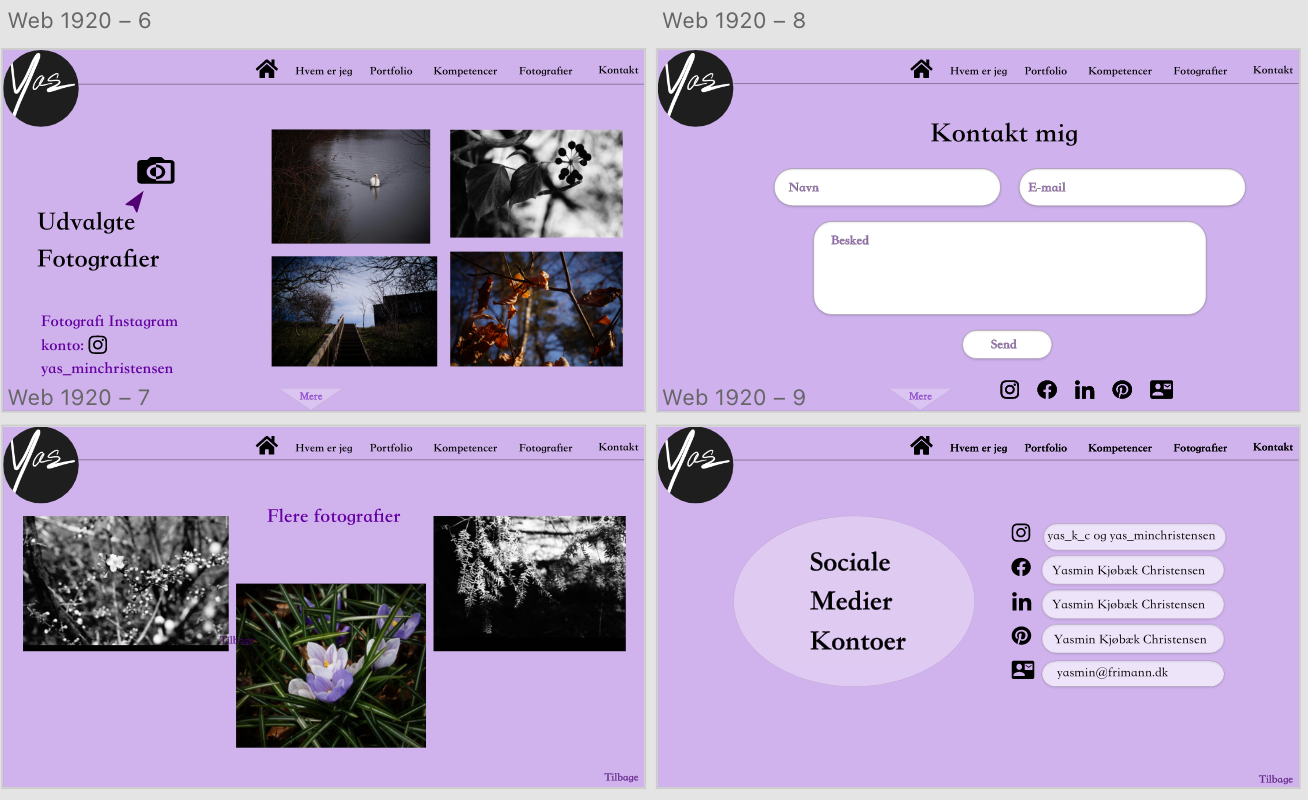 Web 1920 – 6
Yas
Hvem er jeg Portfolio Kompetencer Fotografier Kontakt
Udvalgte
Fotografier
Fotografi Instagram
konto:
yas_minchristensen
Mere
Web 1920 – 8
Yas
Hvem er jeg Portfolio Kompetencer Fotografier Kontakt
Kontakt mig
Navn E-mail
Besked
Send
Mere
Web 1920 – 7
Yas
Hvem er jeg Portfolio Kompetencer Fotografier Kontakt
Flere fotografier
Tilbage
Tilbage
Web 1920 – 9
Yas
Hvem er jeg Portfolio Kompetencer Fotografier Kontakt
Sociale
Medier
Kontoer
yas_k_c og yas_minchristensen
Yasmin Kjøbæk Christensen
Yasmin Kjøbæk Christensen
Yasmin Kjøbæk Christensen
yasmin@frimann.dk
Tilbage